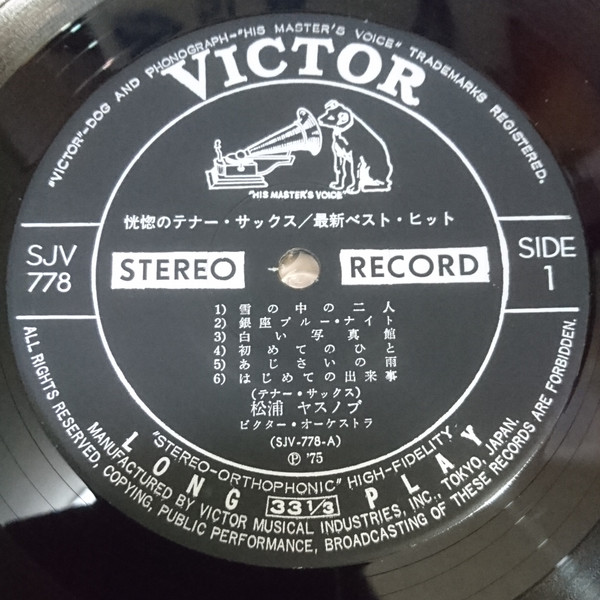 "VICTOR"–DOG AND PHONOGRAPH–"HIS MASTER'S VOICE" TRADEMARKS REGISTERED.
VICTOR
"HIS MASTER'S VOICE"
恍惚のテナー・サックス/最新ベスト・ヒット
SJV
778
STEREO RECORD
SIDE
1
1) 雪の中の二人
2) 銀座ブルー・ナイト
3) 白い写真館
4) 初めてのひと
5) あじさいの雨
6) はじめての出来事
(テナー・サックス)
松浦 ヤスノブ
ビクター・オーケストラ
(SJV-778-A)
Ⓟ '75
"STEREO-ORTHOPHONIC" HIGH-FIDELITY
LONG 33 1/3 PLAY
MANUFACTURED BY VICTOR MUSICAL INDUSTRIES, INC., TOKYO, JAPAN.
ALL RIGHTS RESERVED, COPYING, PUBLIC PERFORMANCE, BROADCASTING OF THESE RECORDS ARE FORBIDDEN.